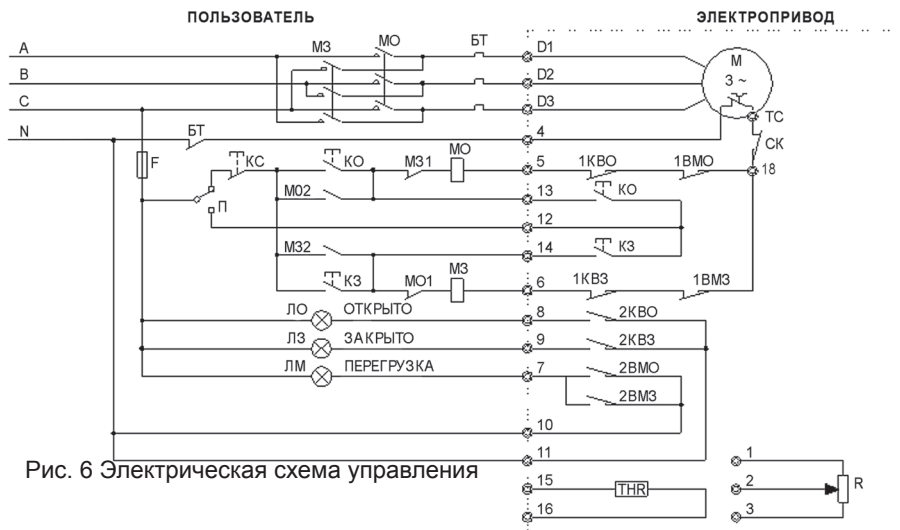 ПОЛЬЗОВАТЕЛЬ ЭЛЕКТРОПРИВОД
A МЗ МО БТ D1 М
B D2 3 ~
C D3 ТС
N БТ 4 СК
F КС КО МЗ1 МО 5 1КВО 1ВМО 18
П М02 13 КО
12
МЗ2 14 КЗ
КЗ МО1 МЗ 6 1КВЗ 1ВМЗ
ЛО ОТКРЫТО 8 2КВО
ЛЗ ЗАКРЫТО 9 2КВЗ
ЛМ ПЕРЕГРУЗКА 7 2ВМО
2ВМЗ
10
11 1
Рис. 6 Электрическая схема управления
15 THR 2 R
16 3